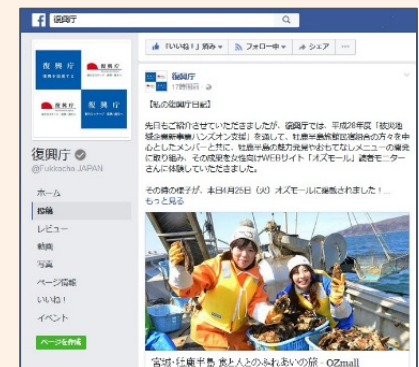 復興庁
「いいね!」済み フォロー中 シェア
復興庁
復興庁
復興庁
復興庁
復興庁
17時間前
【私の復興庁日記】
先日もご紹介させていただきましたが、復興庁では、平成28年度「被災地
域企業新事業ハンズオン支援」を通して、牡鹿半島旅館民宿組合の方々を中
心としたメンバーと共に、牡鹿半島の魅力発掘やおもてなしメニューの開発
に取り組み、その成果を女性向けWEBサイト「オズモール」読者モニター
さんに体験していただきました。
その時の様子が、本日4月25日(火)オズモールに掲載されました!...
もっと見る
復興庁
@Fukkocho.JAPAN
ホーム
投稿
レビュー
動画
写真
ページ情報
いいね!
イベント
ページを作成
宮城・牡鹿半島 食と人とのふれあいの旅 - OZmall